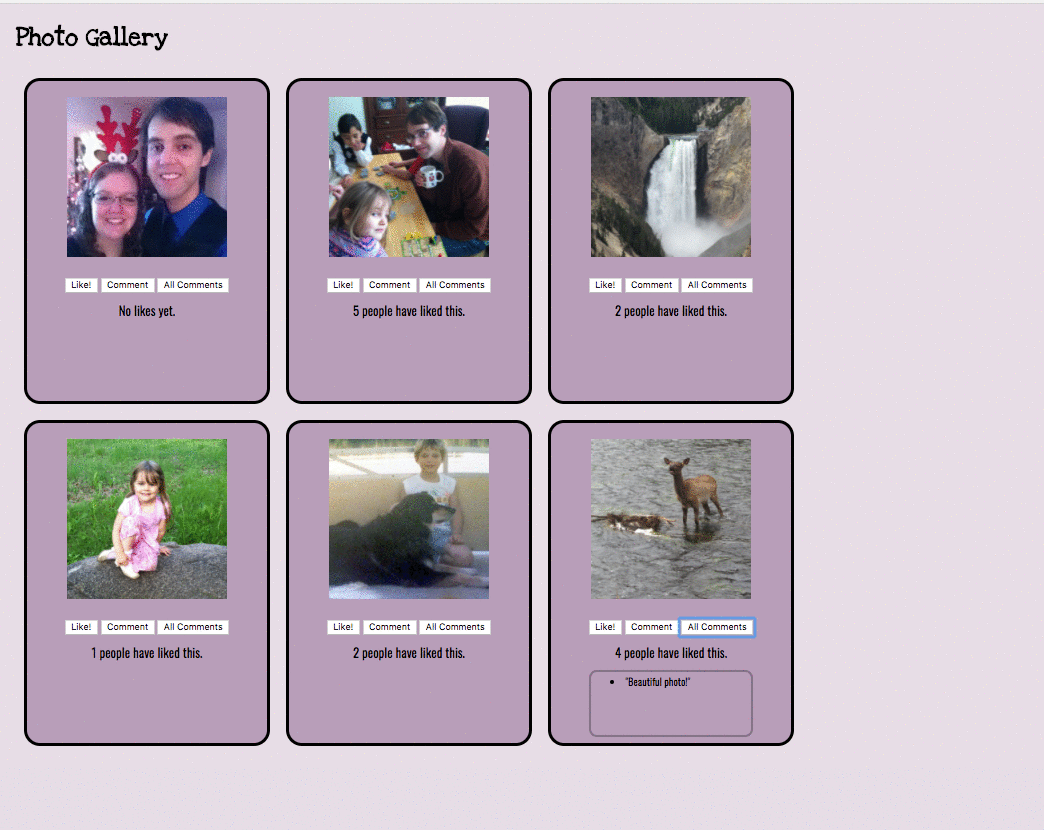 Photo Gallery
Like! Comment All Comments
No likes yet.
Like! Comment All Comments
5 people have liked this.
Like! Comment All Comments
2 people have liked this.
Like! Comment All Comments
1 people have liked this.
Like! Comment All Comments
2 people have liked this.
Like! Comment All Comments
4 people have liked this.
• "Beautiful photo!"